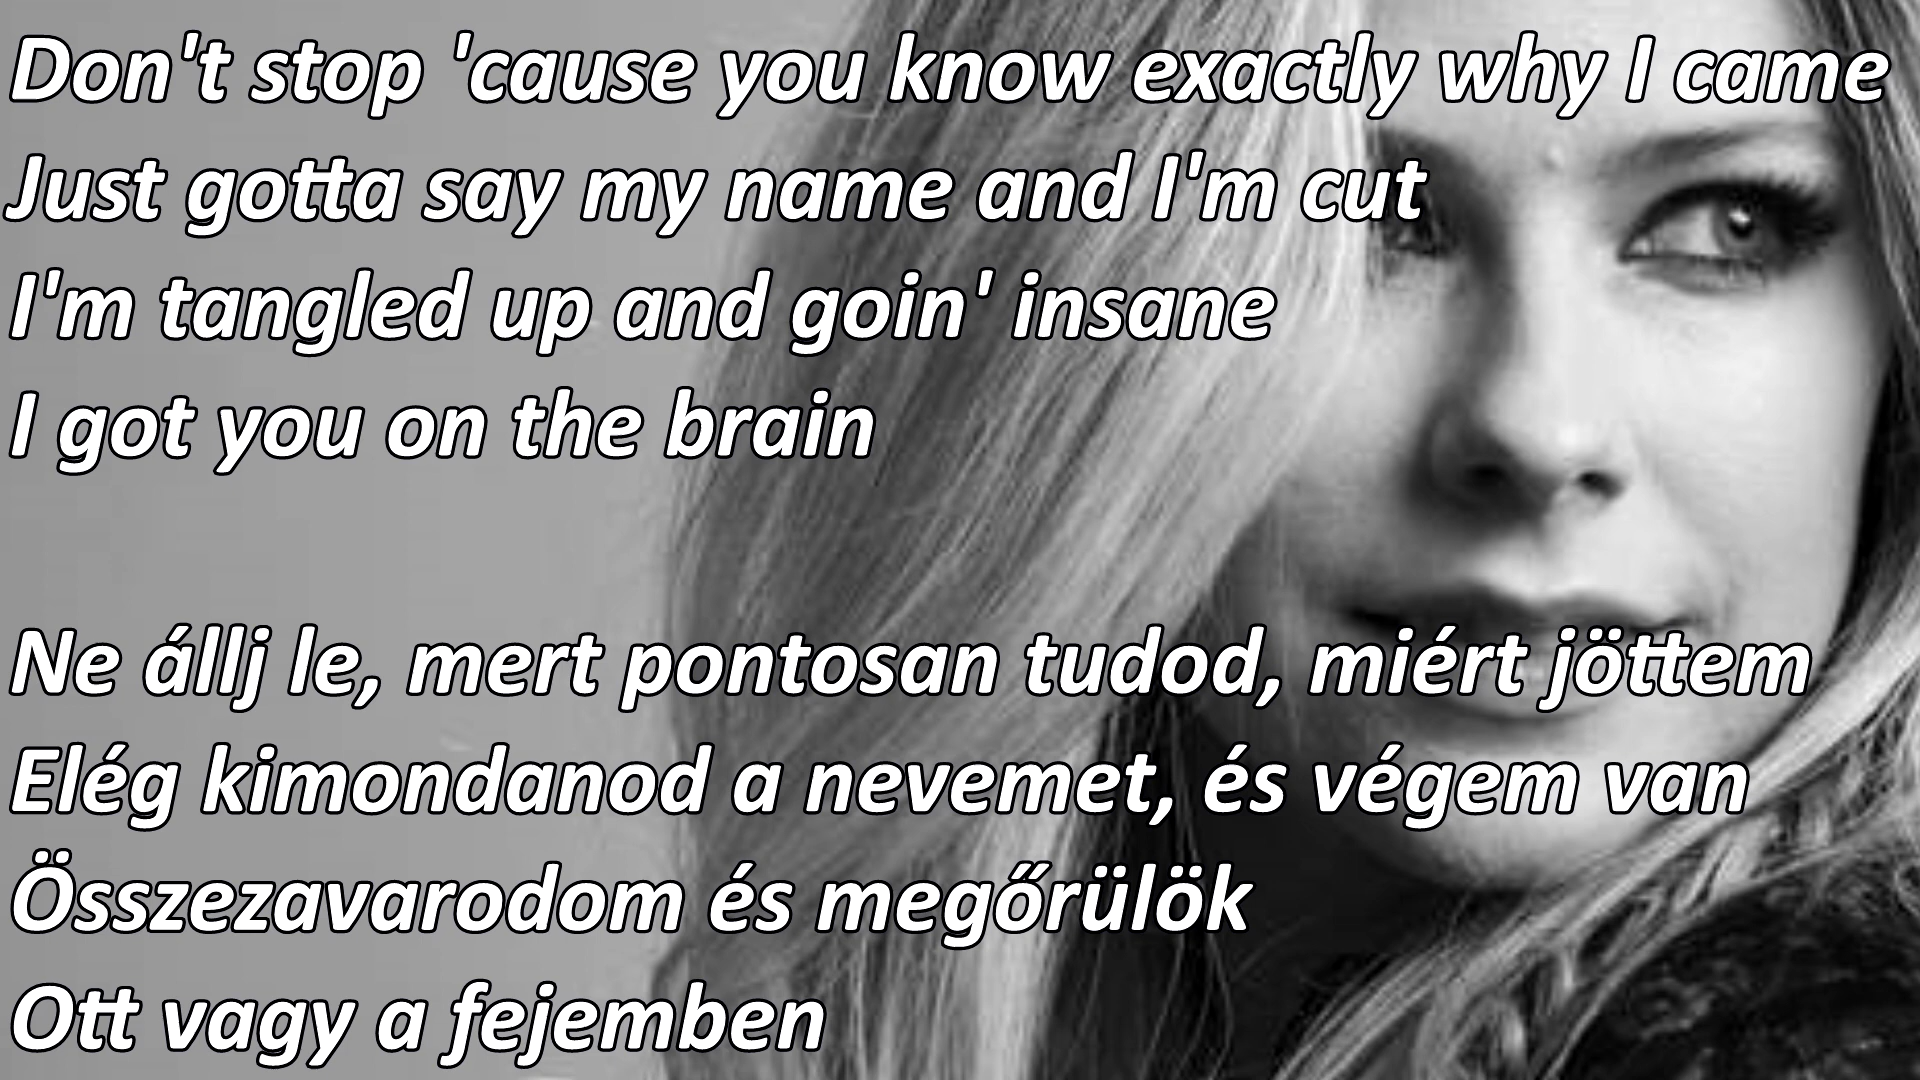 Don't stop 'cause you know exactly why I came
Just gotta say my name and I'm cut
I'm tangled up and goin' insane
I got you on the brain
Ne állj le, mert pontosan tudod, miért jöttem
Elég kimondanod a nevemet, és végem van
Összezavarodom és megőrülök
Ott vagy a fejemben